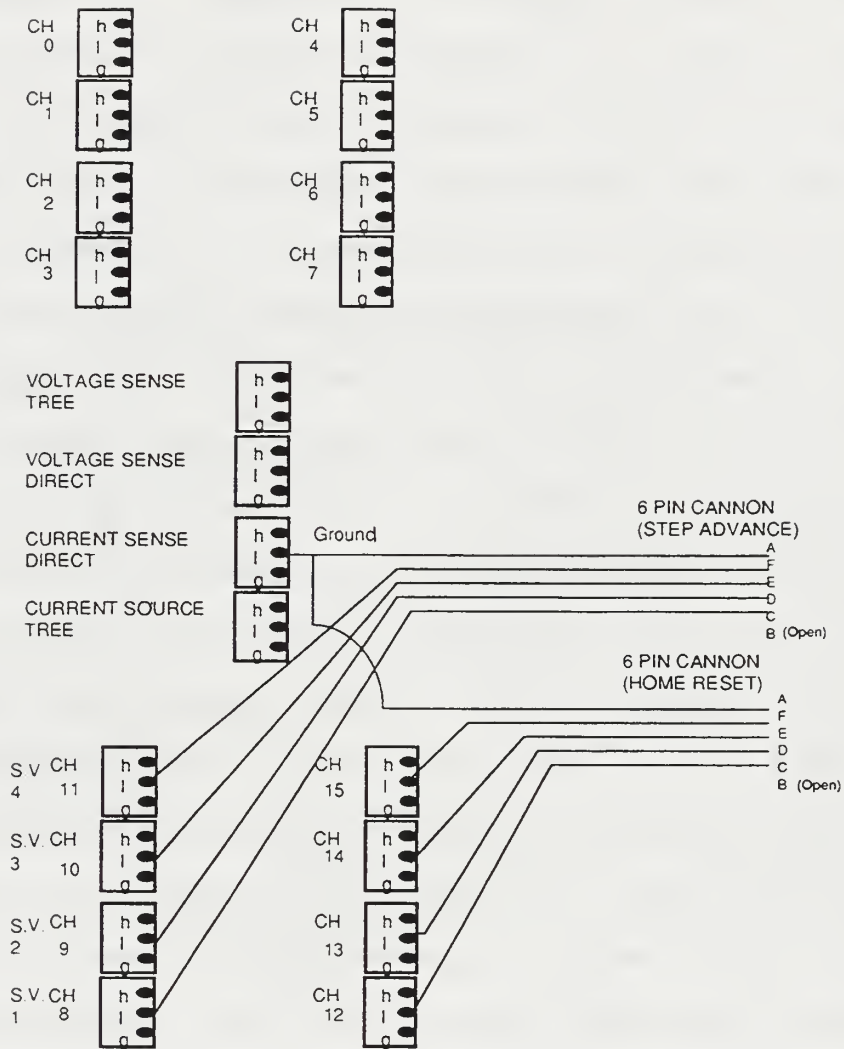 CH 0
h
l
g
CH 1
h
l
g
CH 2
h
l
g
CH 3
h
l
g
CH 4
h
l
g
CH 5
h
l
g
CH 6
h
l
g
CH 7
h
l
g
VOLTAGE SENSE
TREE
h
l
g
VOLTAGE SENSE
DIRECT
h
l
g
CURRENT SENSE
DIRECT
h
l
g
CURRENT SOURCE
TREE
h
l
g
Ground
6 PIN CANNON
(STEP ADVANCE)
A
F
E
D
C
B (Open)
6 PIN CANNON
(HOME RESET)
A
F
E
D
C
B (Open)
S.V CH
4 11
h
l
g
S.V. CH
3 10
h
l
g
S.V. CH
2 9
h
l
g
S.V. CH
1 8
h
l
g
CH
15
h
l
g
CH
14
h
l
g
CH
13
h
l
g
CH
12
h
l
g